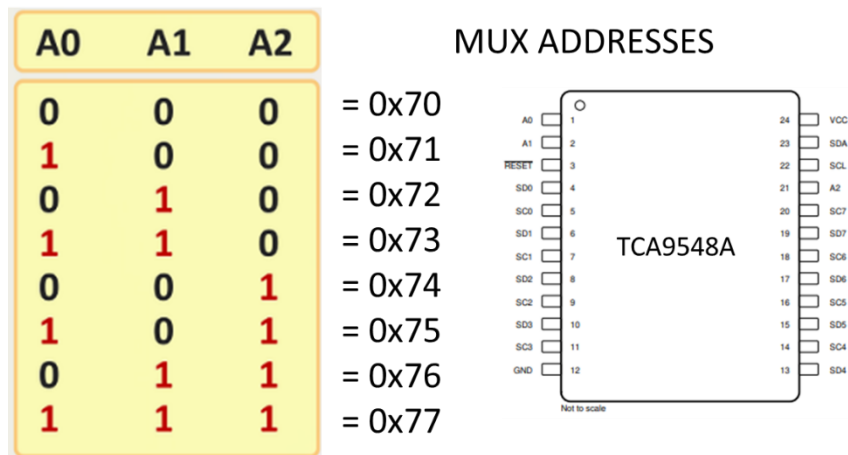 A0 A1 A2
0 0 0 = 0x70
1 0 0 = 0x71
0 1 0 = 0x72
1 1 0 = 0x73
0 0 1 = 0x74
1 0 1 = 0x75
0 1 1 = 0x76
1 1 1 = 0x77
MUX ADDRESSES
A0 1 24 VCC
A1 2 23 SDA
RESET 3 22 SCL
SD0 4 21 A2
SC0 5 20 SC7
SD1 6 19 SD7
SC1 7 18 SC6
SD2 8 17 SD6
SC2 9 16 SC5
SD3 10 15 SD5
SC3 11 14 SC4
GND 12 13 SD4
TCA9548A
Not to scale